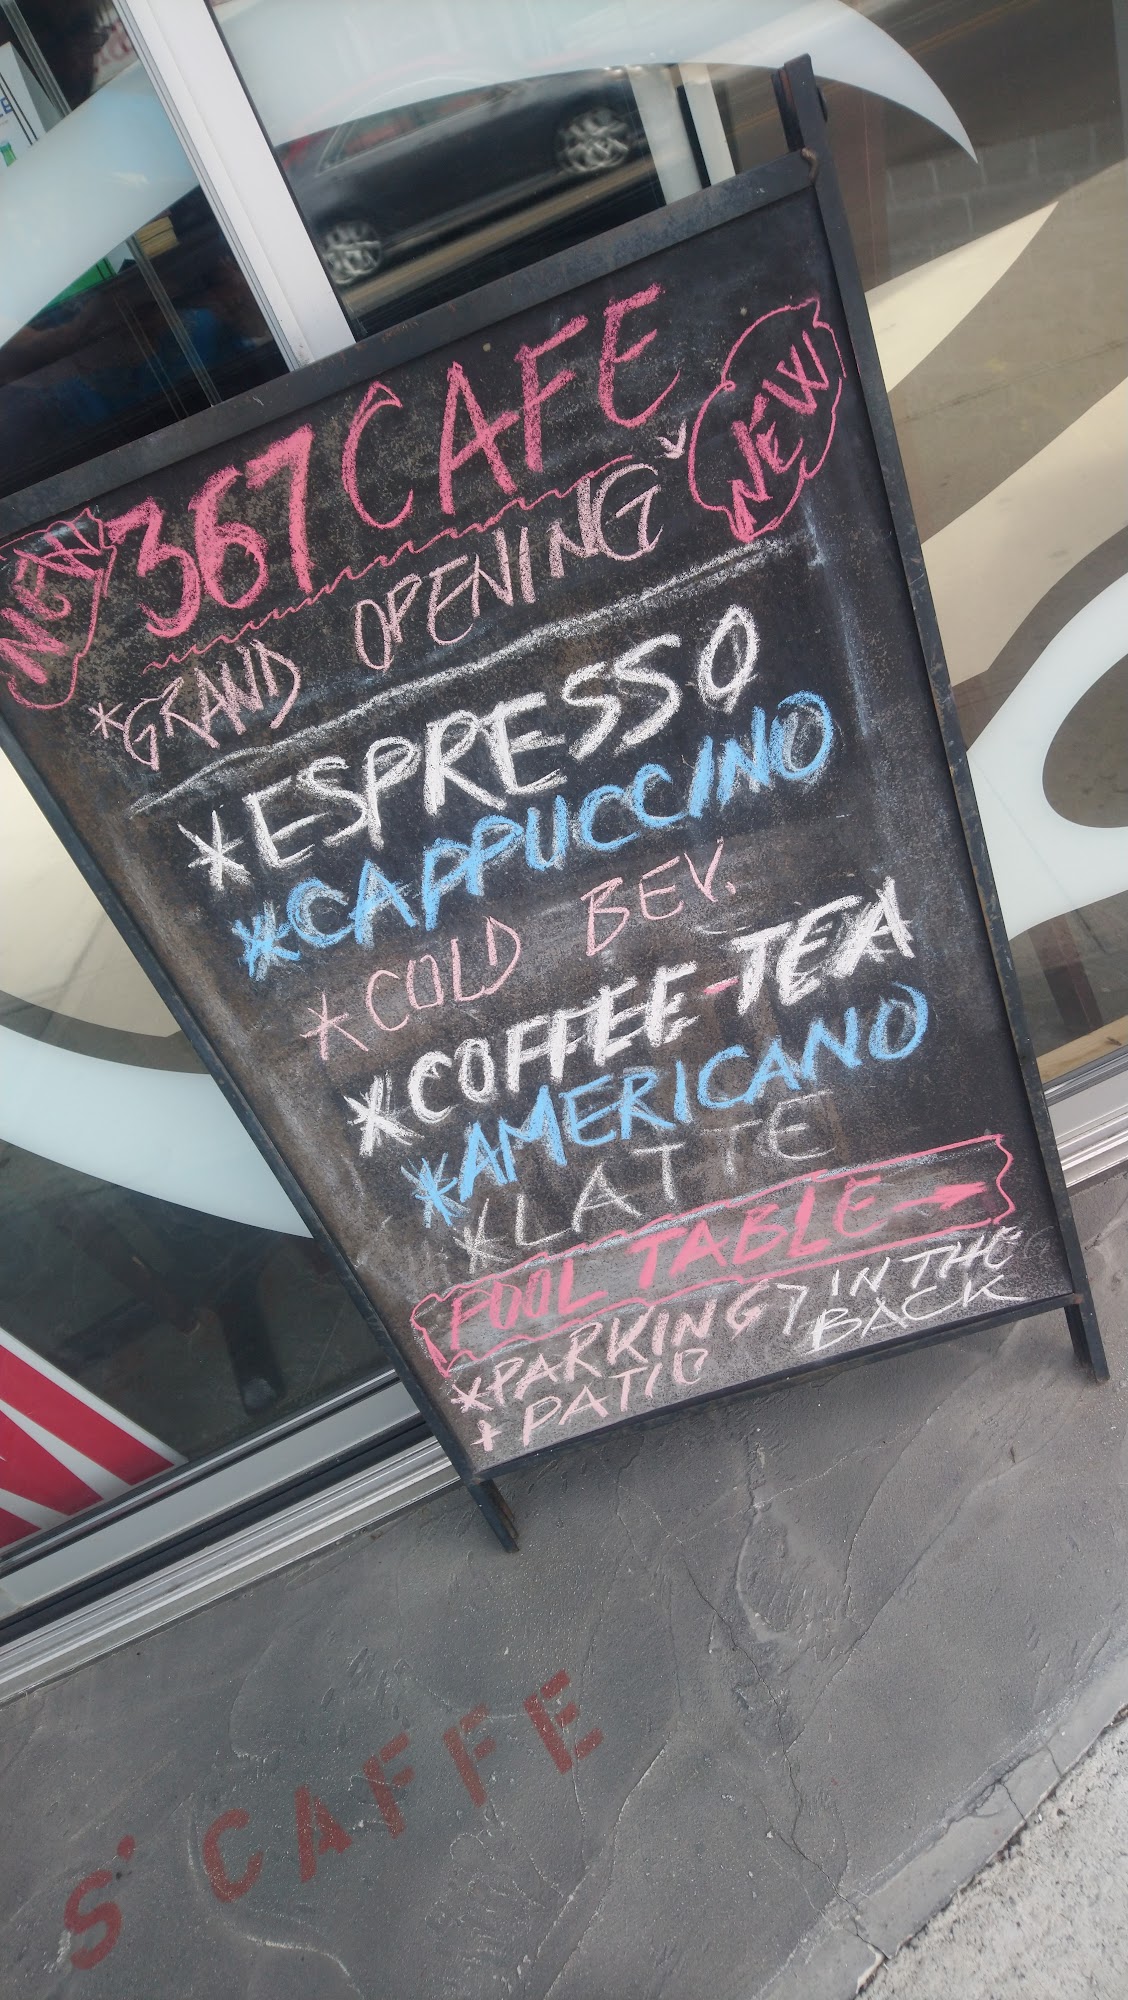 NEW
367 CAFE
NEW
*GRAND OPENING
*ESPRESSO
*CAPPUCCINO
*COLD BEV.
*COFFEE-TEA
*AMERICANO
*LATTE
POOL TABLE →
*PARKING > IN THE
+ PATIO BACK
S' CAFFE